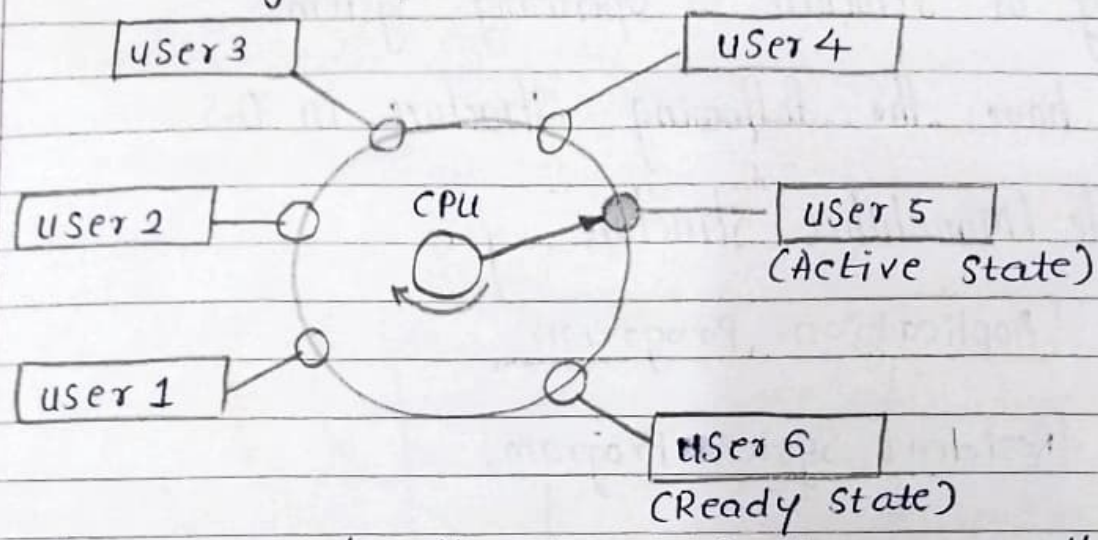 user 3
user 4
user 2
CPU
user 5
(Active State)
user 1
user 6
(Ready State)